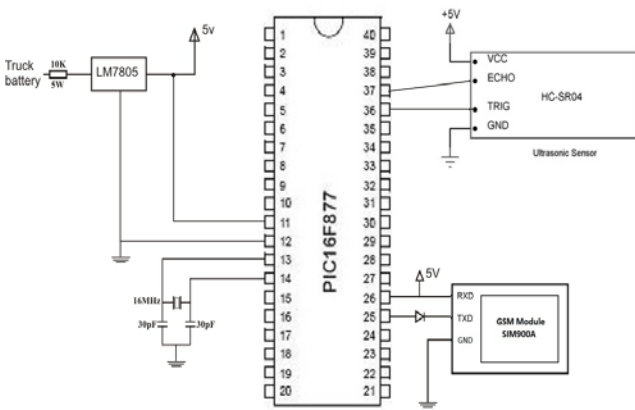 Truck
battery
10K
5W
LM7805
5v
16MHz
30pF
30pF
1
2
3
4
5
6
7
8
9
10
11
12
13
14
15
16
17
18
19
20
PIC16F877
40
39
38
37
36
35
34
33
32
31
30
29
28
27
26
25
24
23
22
21
+5V
VCC
ECHO
TRIG
GND
HC-SR04
Ultrasonic Sensor
5V
RXD
TXD
GND
GSM Module
SIM900A